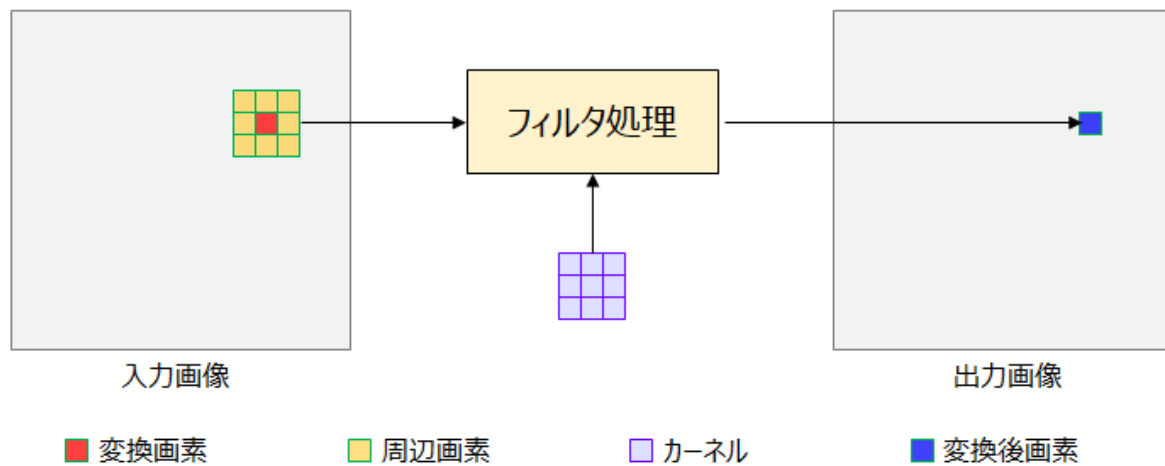 フィルタ処理
入力画像
出力画像
変換画素
周辺画素
カーネル
変換後画素